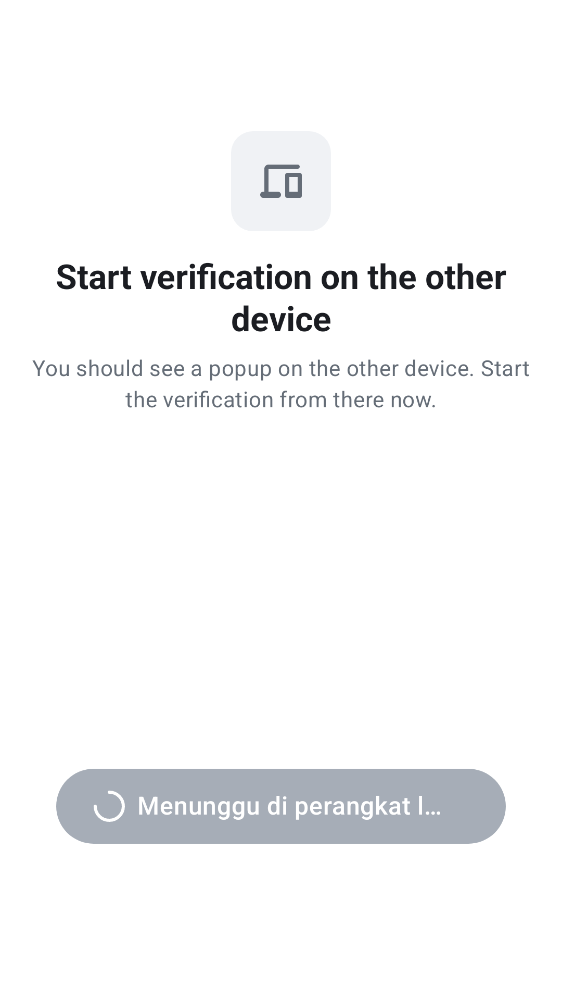 Start verification on the other
device
You should see a popup on the other device. Start
the verification from there now.
Menunggu di perangkat l...